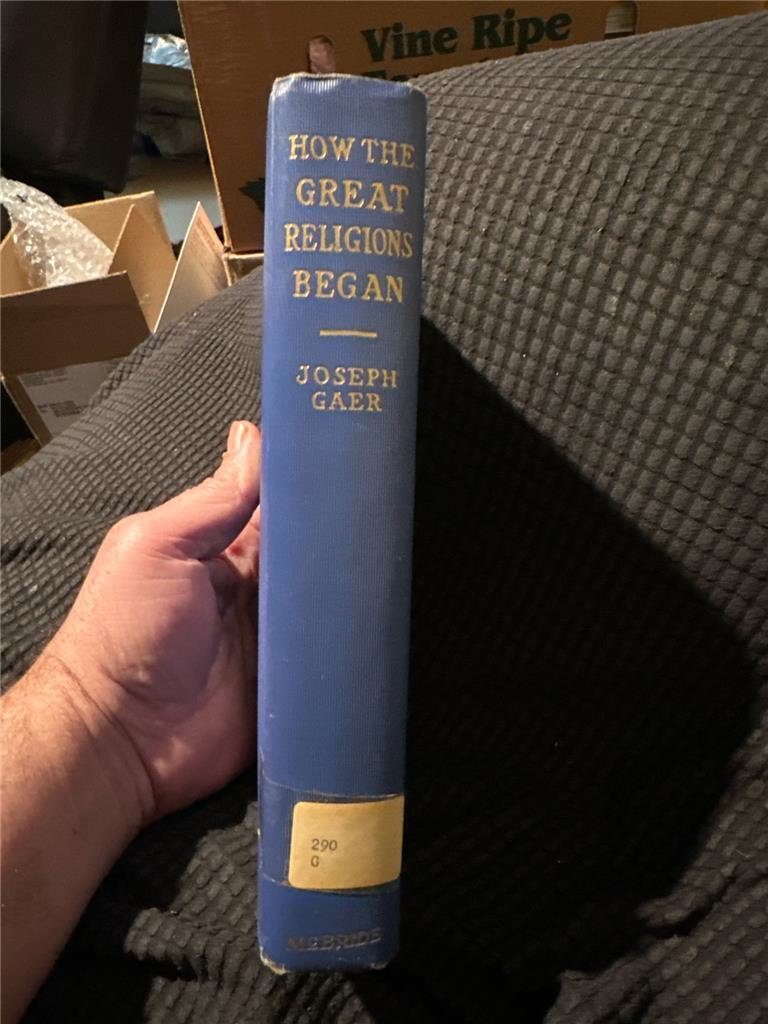 Vine Ripe
HOW THE
GREAT
RELIGIONS
BEGAN
JOSEPH
GAER
290
G
McBRIDE